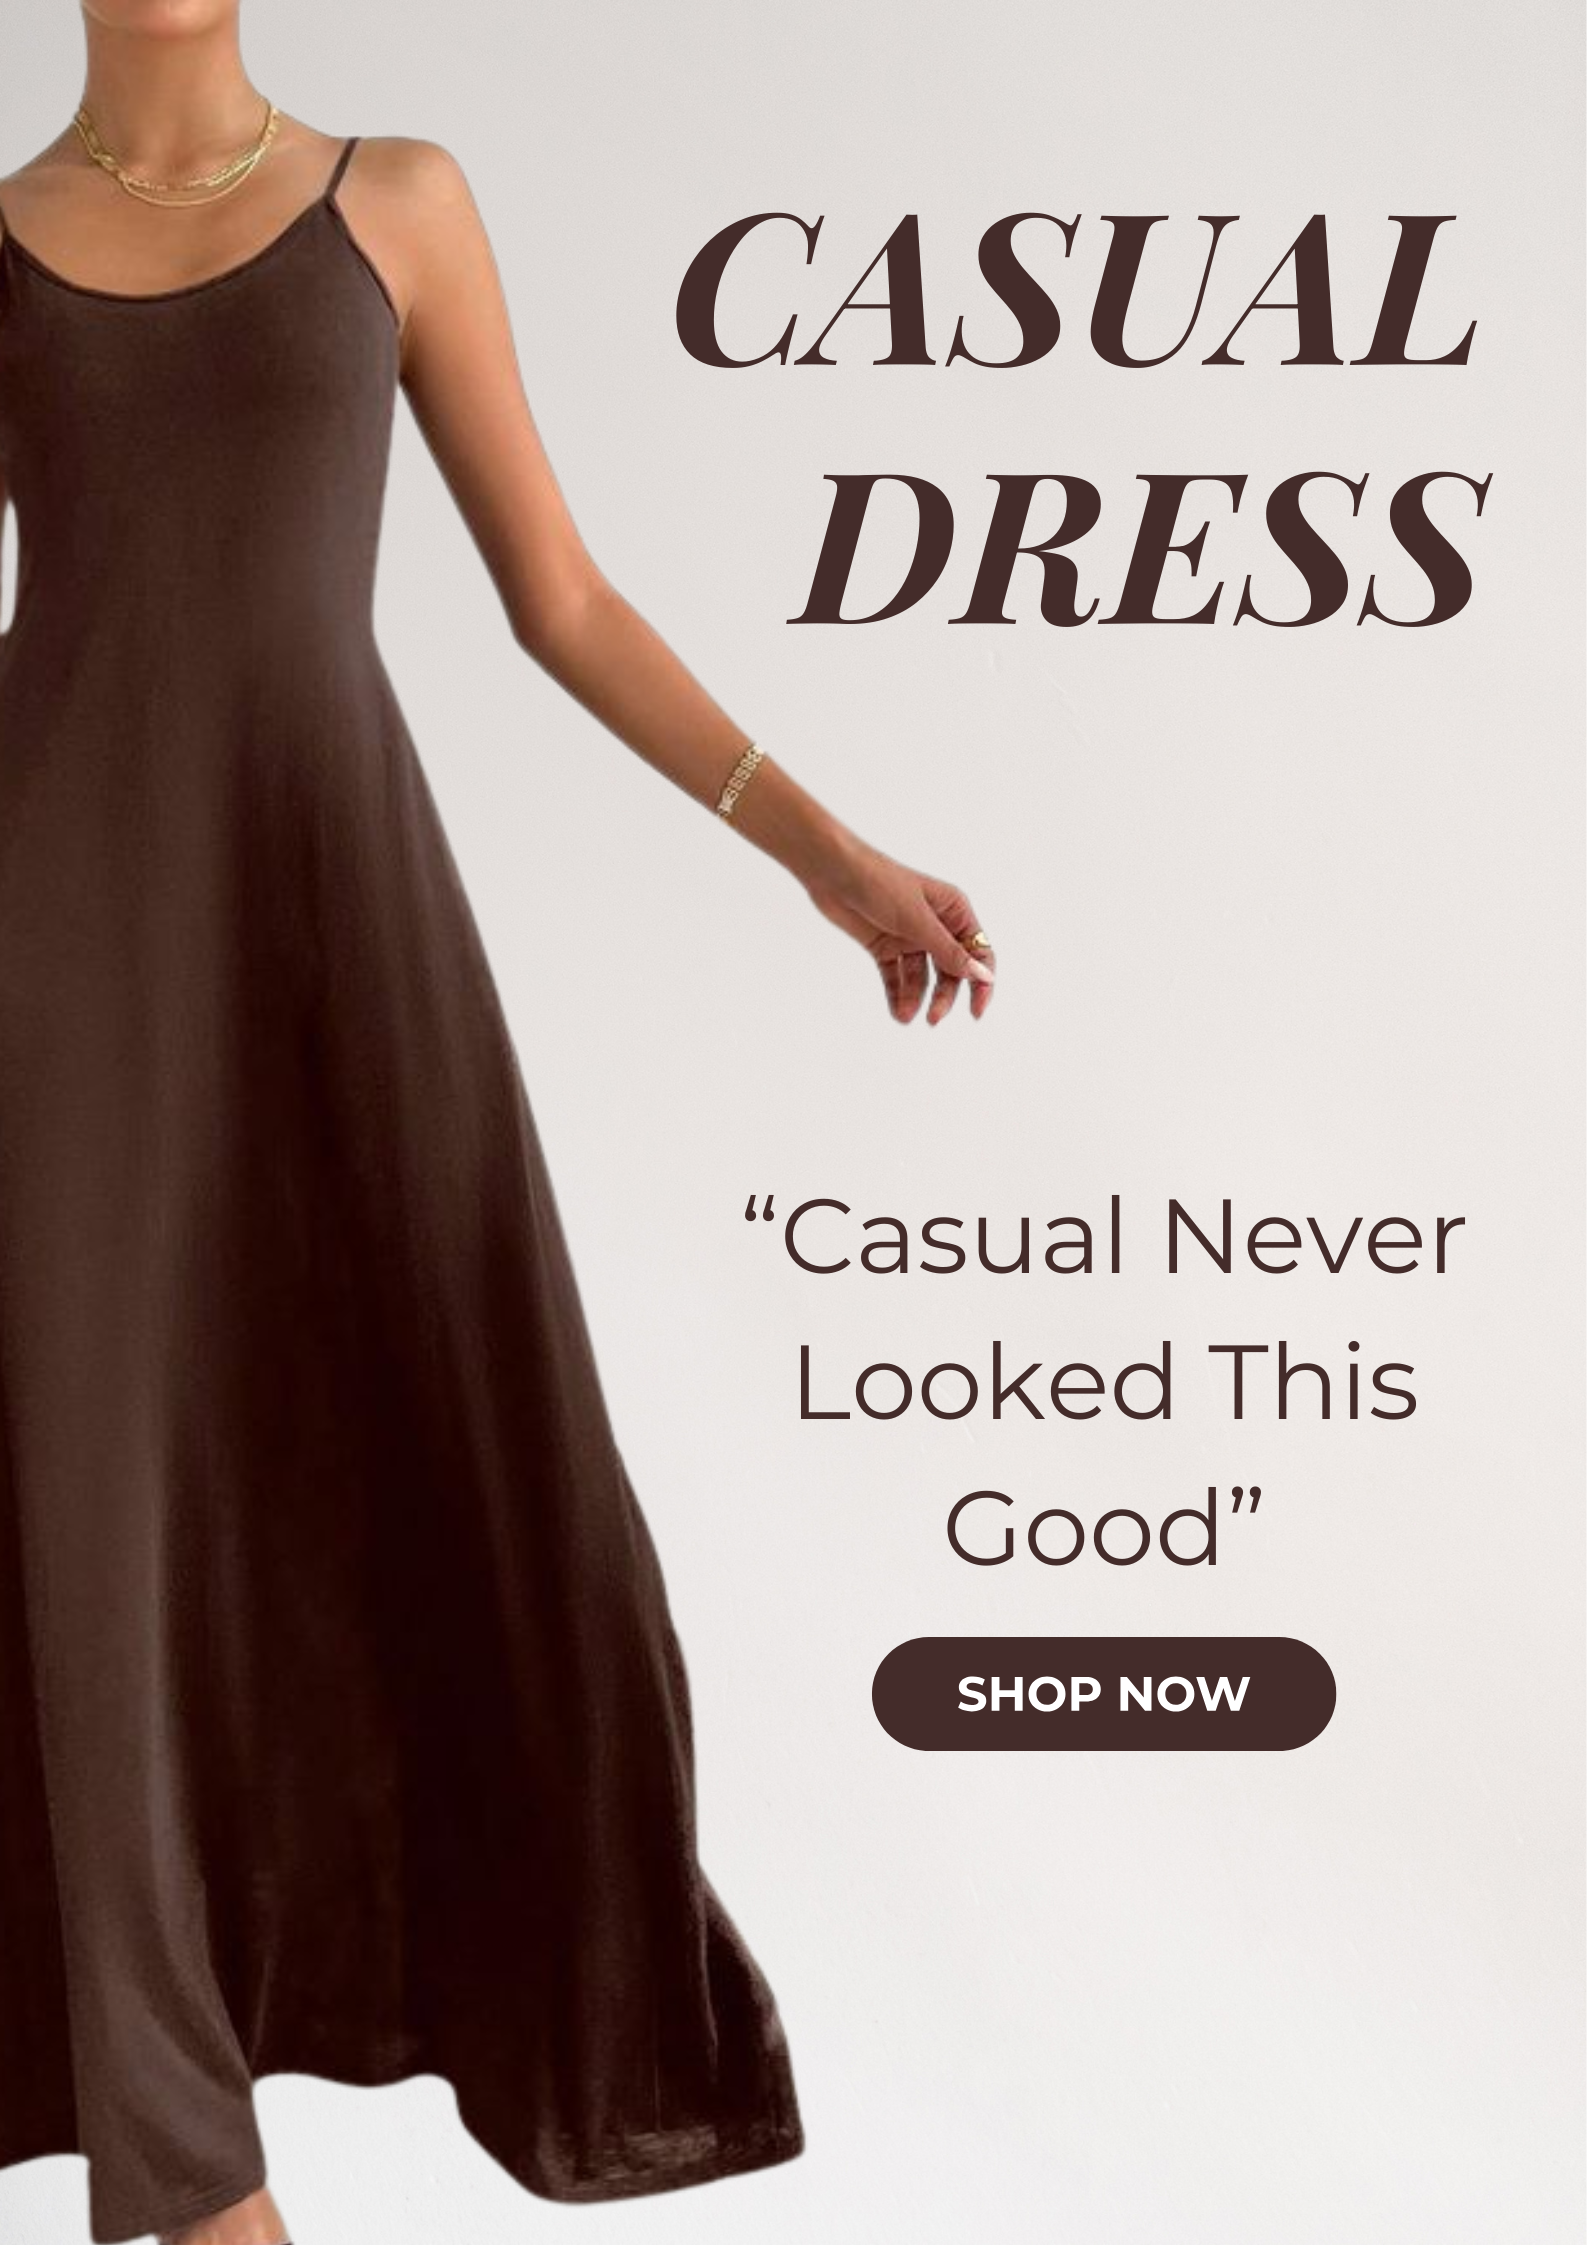 CASUAL
DRESS
“Casual Never
Looked This
Good”
SHOP NOW